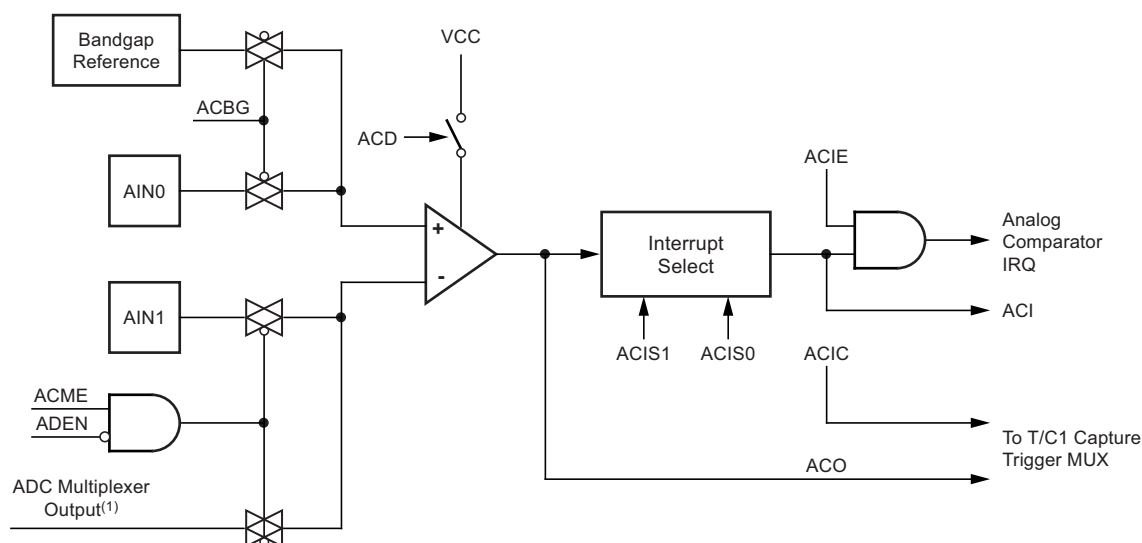 Bandgap
Reference
VCC
ACBG
ACD
ACIE
AIN0
+
-
Interrupt
Select
Analog
Comparator
IRQ
AIN1
ACI
ACIS1
ACIS0
ACIC
ACME
ADEN
To T/C1 Capture
Trigger MUX
ACO
ADC Multiplexer
Output(1)